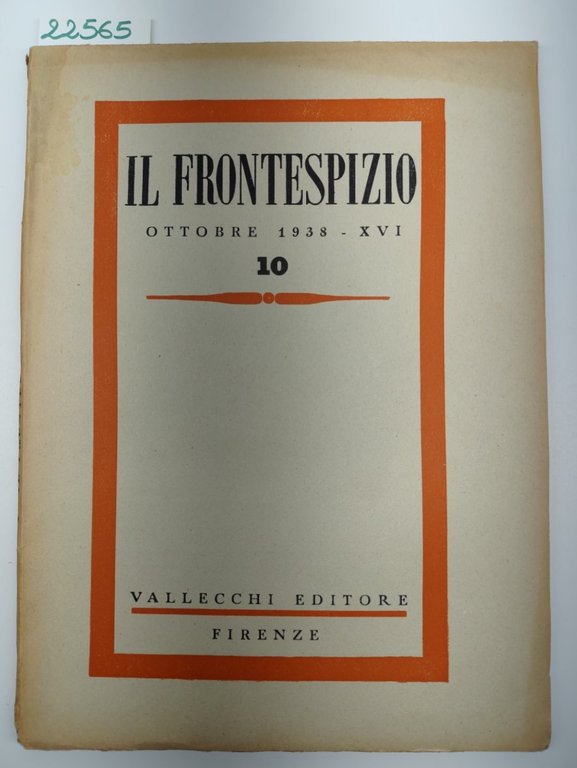 22565
IL FRONTESPIZIO
OTTOBRE 1938 - XVI
10
VALLECCHI EDITORE
FIRENZE